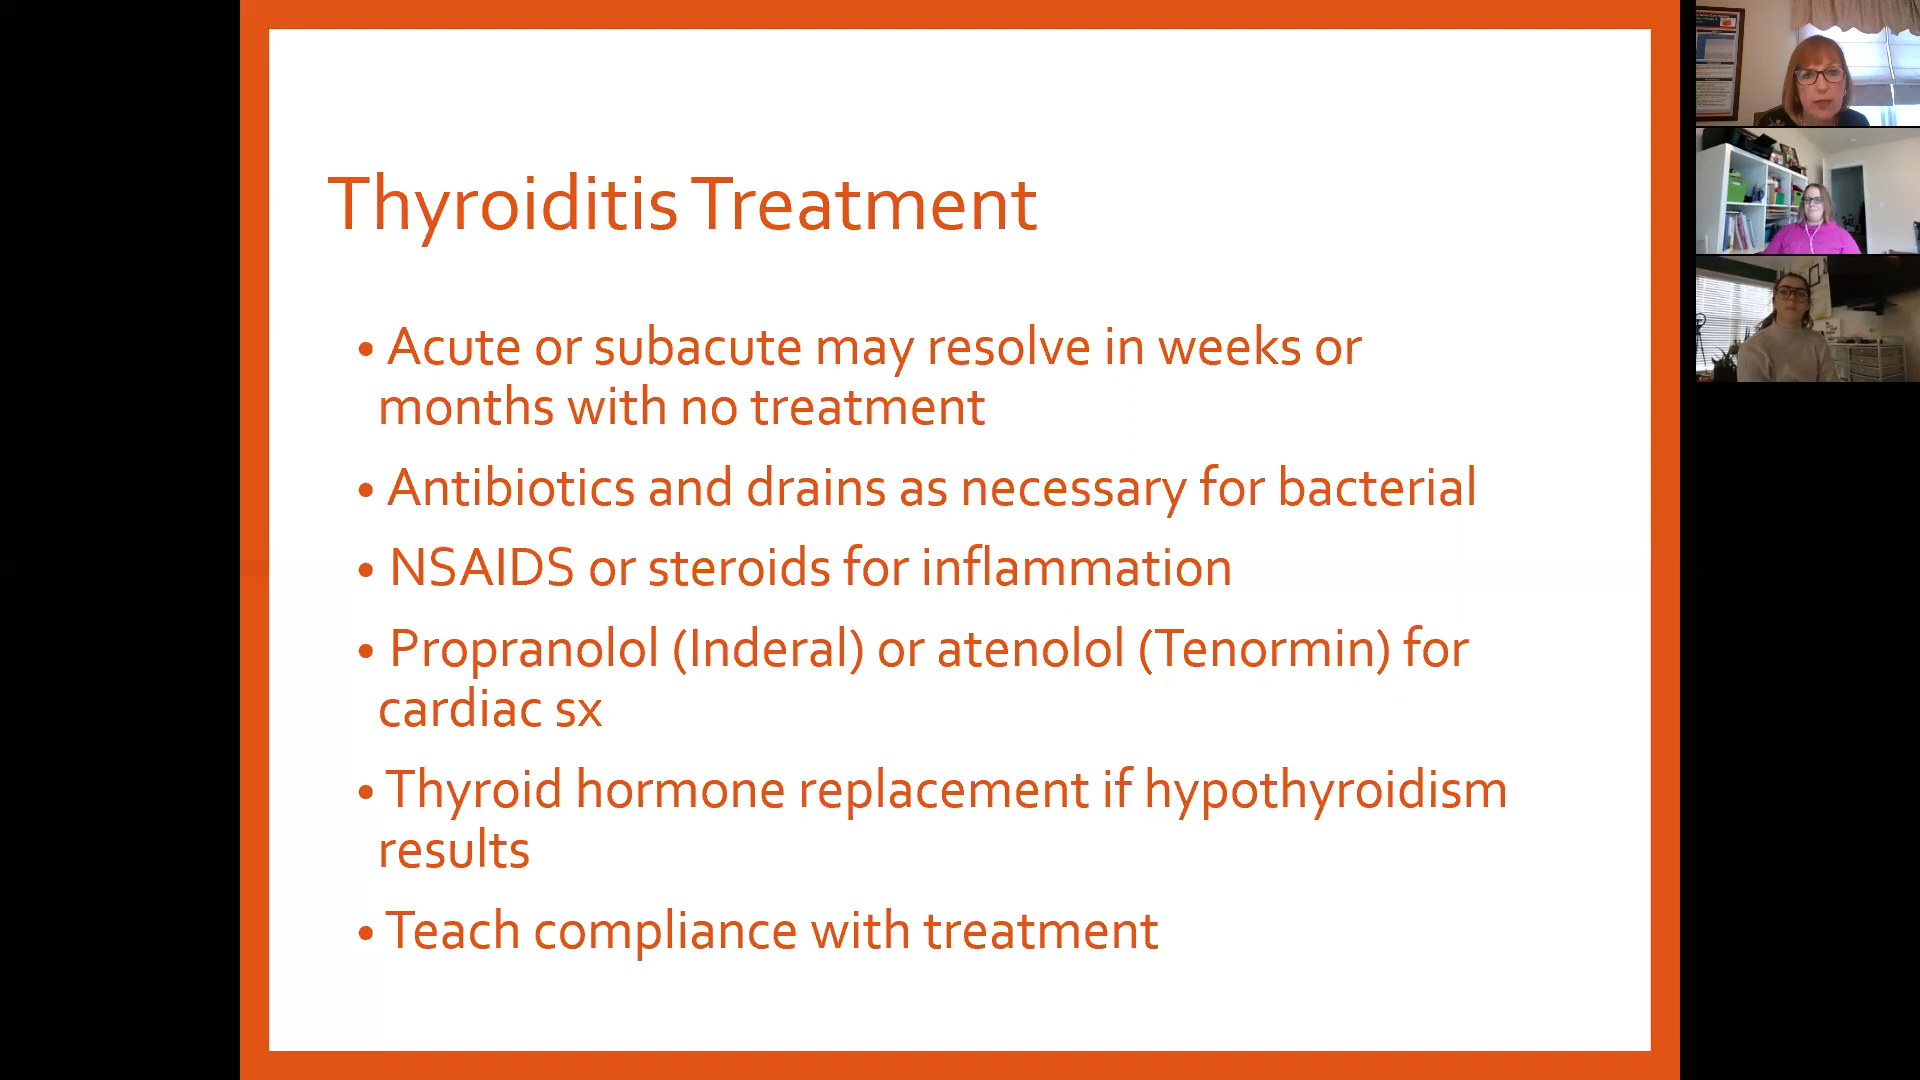 Thyroiditis Treatment
• Acute or subacute may resolve in weeks or
months with no treatment
• Antibiotics and drains as necessary for bacterial
• NSAIDS or steroids for inflammation
• Propranolol (Inderal) or atenolol (Tenormin) for
cardiac sx
• Thyroid hormone replacement if hypothyroidism
results
• Teach compliance with treatment